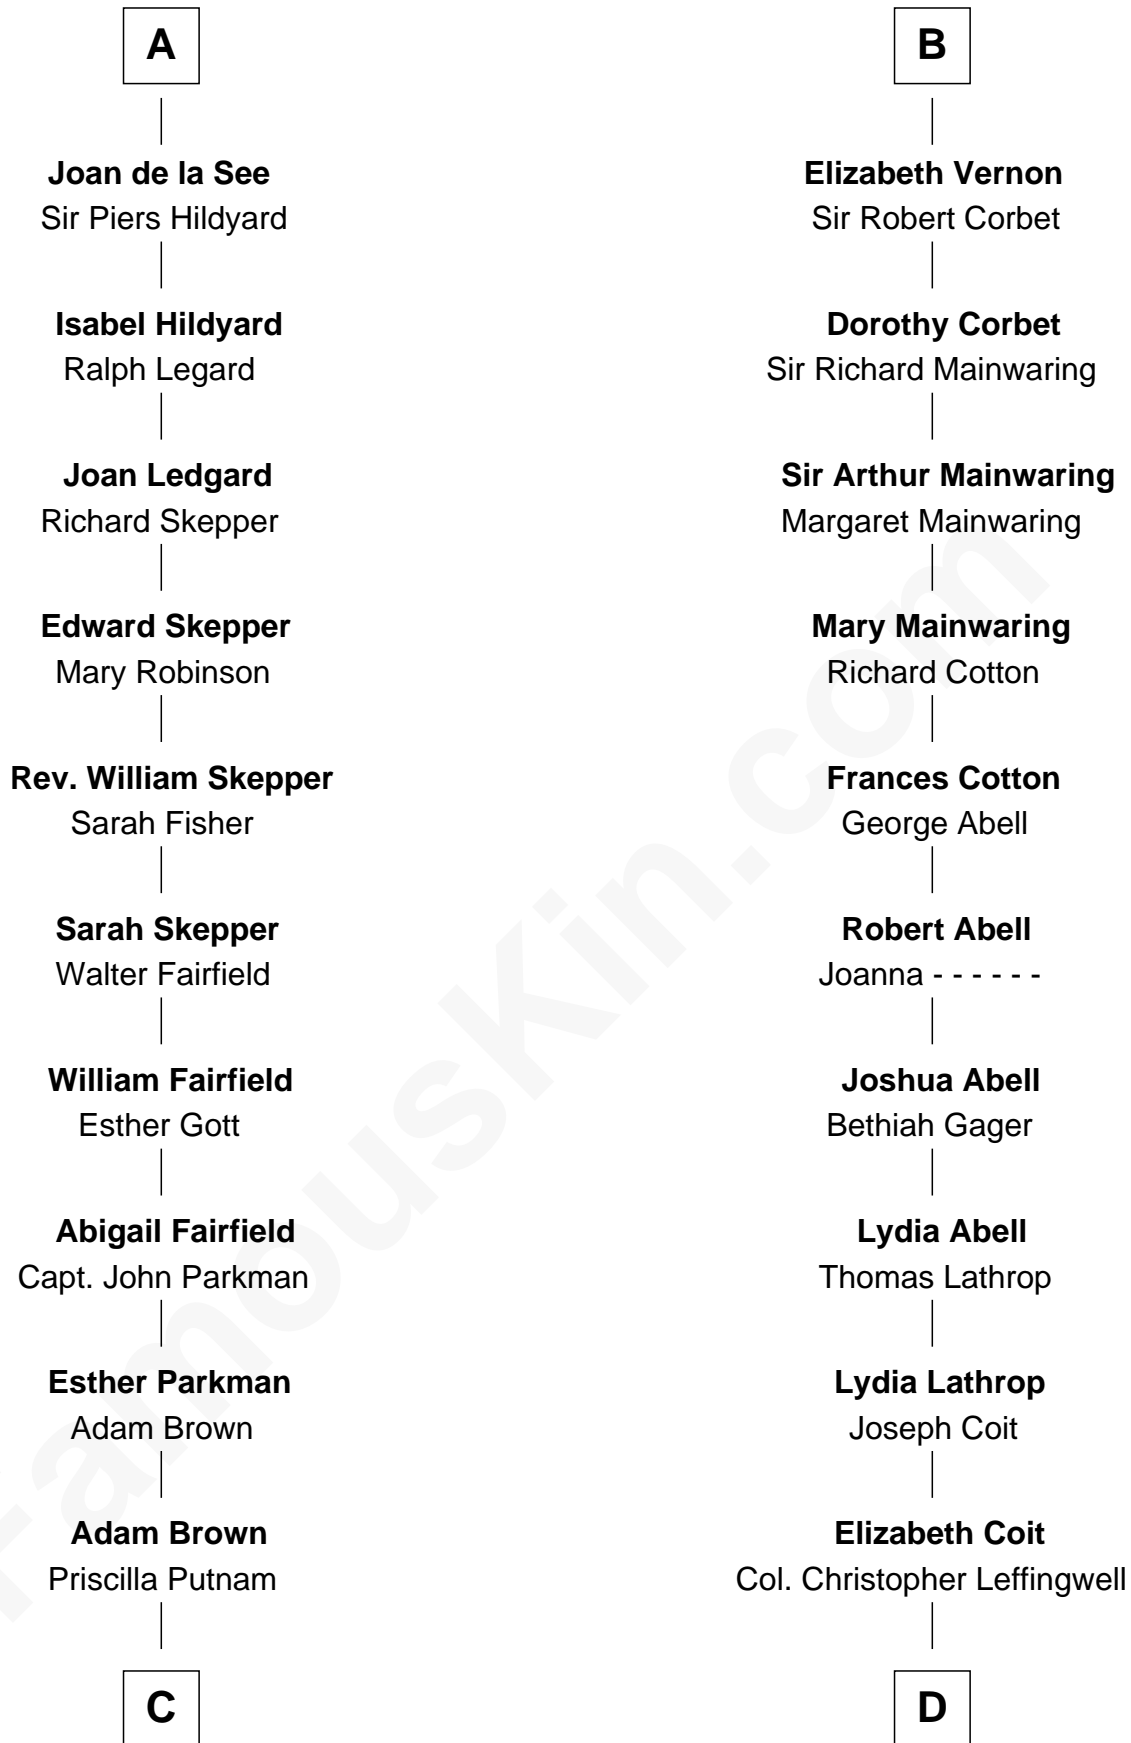 A
Joan de la See
Sir Piers Hildyard
Isabel Hildyard
Ralph Legard
Joan Ledgard
Richard Skepper
Edward Skepper
Mary Robinson
Rev. William Skepper
Sarah Fisher
Sarah Skepper
Walter Fairfield
William Fairfield
Esther Gott
Abigail Fairfield
Capt. John Parkman
Esther Parkman
Adam Brown
Adam Brown
Priscilla Putnam
C
B
Elizabeth Vernon
Sir Robert Corbet
Dorothy Corbet
Sir Richard Mainwaring
Sir Arthur Mainwaring
Margaret Mainwaring
Mary Mainwaring
Richard Cotton
Frances Cotton
George Abell
Robert Abell
Joanna - - - - - -
Joshua Abell
Bethiah Gager
Lydia Abell
Thomas Lathrop
Lydia Lathrop
Joseph Coit
Elizabeth Coit
Col. Christopher Leffingwell
D
FamousKin.com